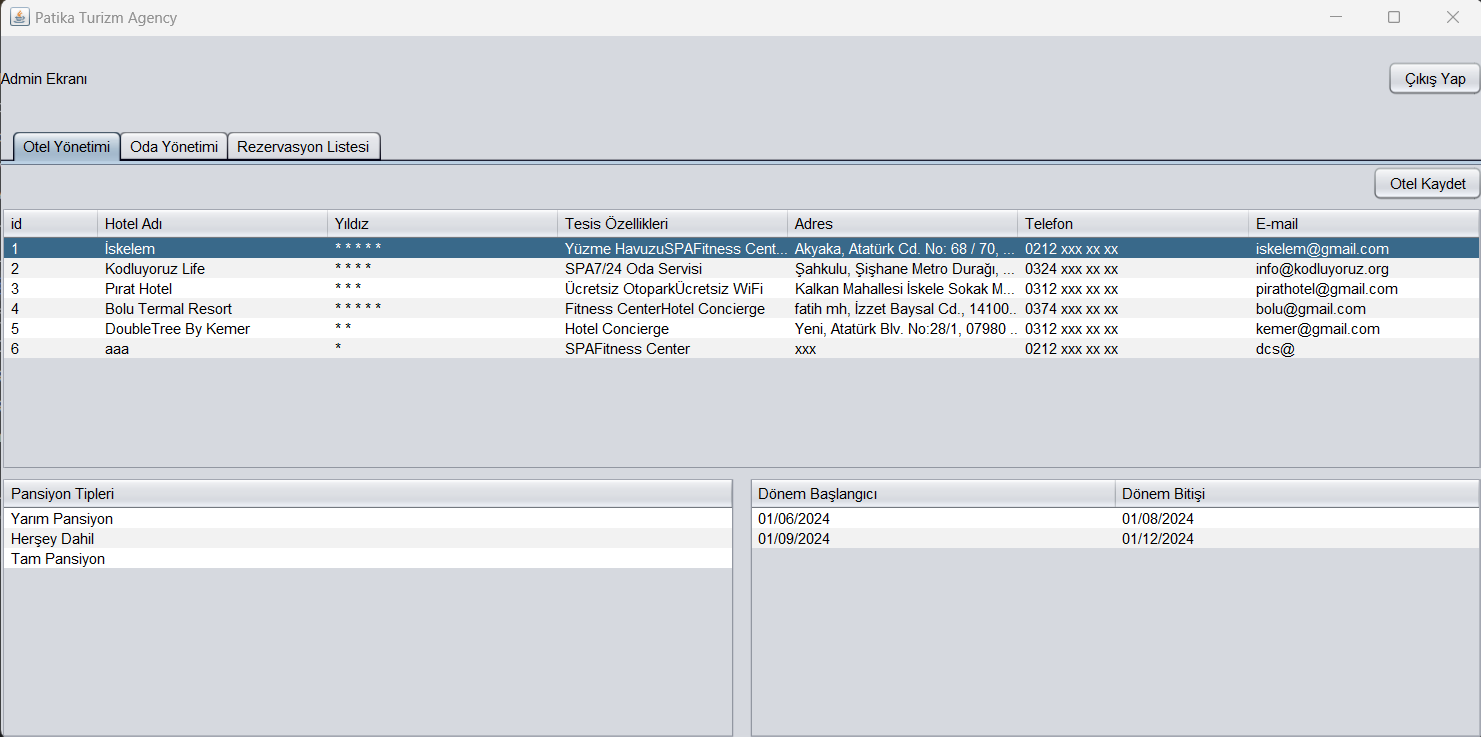 Patika Turizm Agency
Admin Ekranı
Çıkış Yap
Otel Yönetimi Oda Yönetimi Rezervasyon Listesi
Otel Kaydet
id Hotel Adı Yıldız Tesis Özellikleri Adres Telefon E-mail
1 İskelem * * * * * Yüzme HavuzuSPAFitness Cent... Akyaka, Atatürk Cd. No: 68 / 70, ... 0212 xxx xx xx iskelem@gmail.com
2 Kodluyoruz Life * * * * SPA7/24 Oda Servisi Şahkulu, Şişhane Metro Durağı, ... 0324 xxx xx xx info@kodluyoruz.org
3 Pırat Hotel * * * Ücretsiz OtoparkÜcretsiz WiFi Kalkan Mahallesi İskele Sokak M... 0312 xxx xx xx pirathotel@gmail.com
4 Bolu Termal Resort * * * * * Fitness CenterHotel Concierge fatih mh, İzzet Baysal Cd., 14100... 0374 xxx xx xx bolu@gmail.com
5 DoubleTree By Kemer * * Hotel Concierge Yeni, Atatürk Blv. No:28/1, 07980 ... 0312 xxx xx xx kemer@gmail.com
6 aaa * SPAFitness Center xxx 0212 xxx xx xx dcs@
Pansiyon Tipleri
Yarım Pansiyon
Herşey Dahil
Tam Pansiyon
Dönem Başlangıcı Dönem Bitişi
01/06/2024 01/08/2024
01/09/2024 01/12/2024